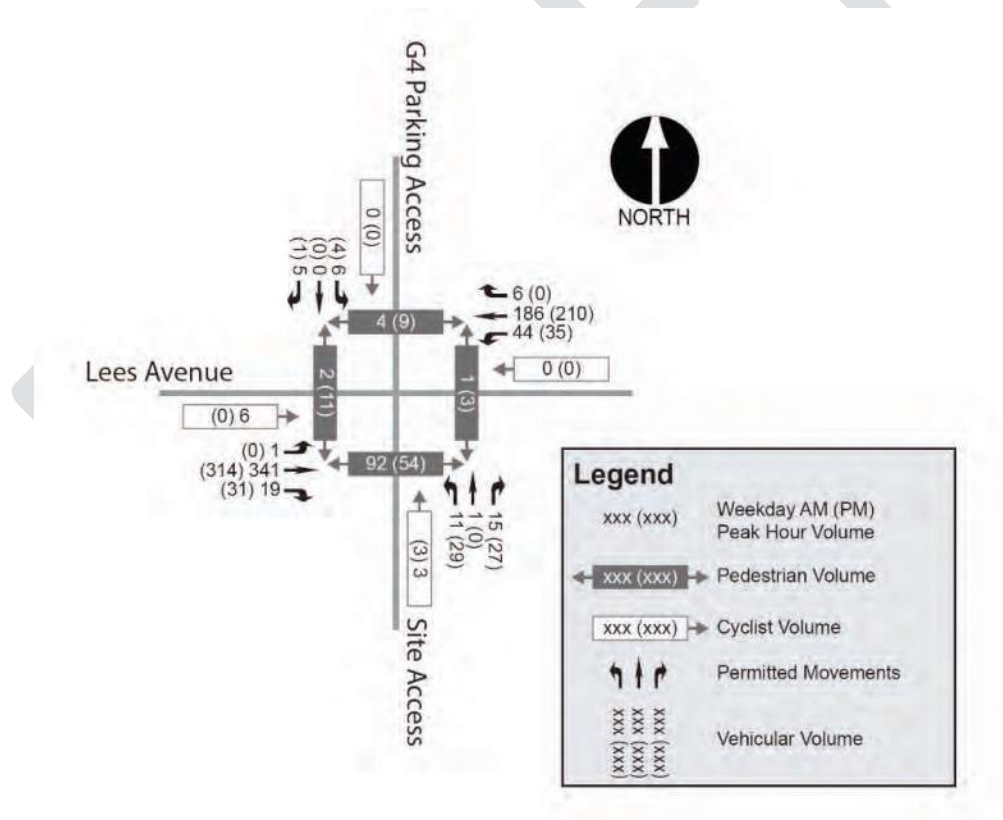 G4 Parking Access
NORTH
0 (0)
(1) 5
(0) 0
(4) 6
6 (0)
186 (210)
44 (35)
4 (9)
Lees Avenue
2 (11)
1 (3)
0 (0)
(0) 6
(0) 1
(314) 341
(31) 19
92 (54)
11 (29)
1 (0)
15 (27)
(3) 3
Site Access
Legend
xxx (xxx)
Weekday AM (PM)
Peak Hour Volume
xxx (xxx)
Pedestrian Volume
xxx (xxx)
Cyclist Volume
Permitted Movements
xxx (xxx)
xxx (xxx)
xxx (xxx)
Vehicular Volume